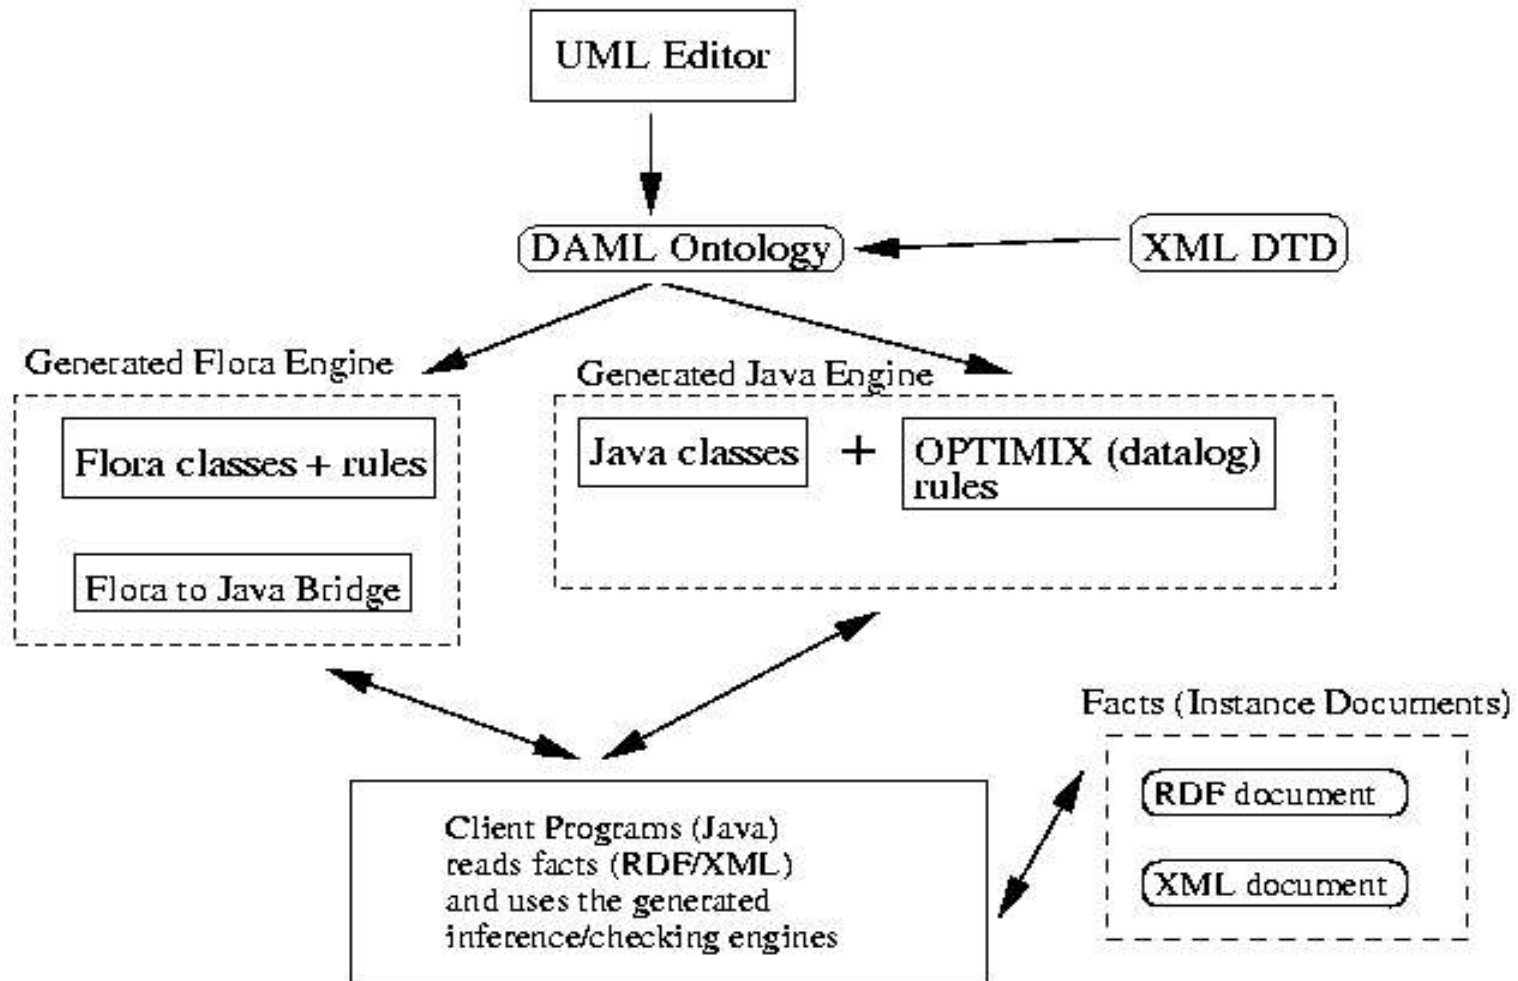 UML Editor
DAML Ontology
XML DTD
Generated Flora Engine
Generated Java Engine
Flora classes + rules
Java classes
+
OPTIMIX (datalog)
rules
Flora to Java Bridge
Facts (Instance Documents)
RDF document
XML document
Client Programs (Java)
reads facts (RDF/XML)
and uses the generated
inference/checking engines